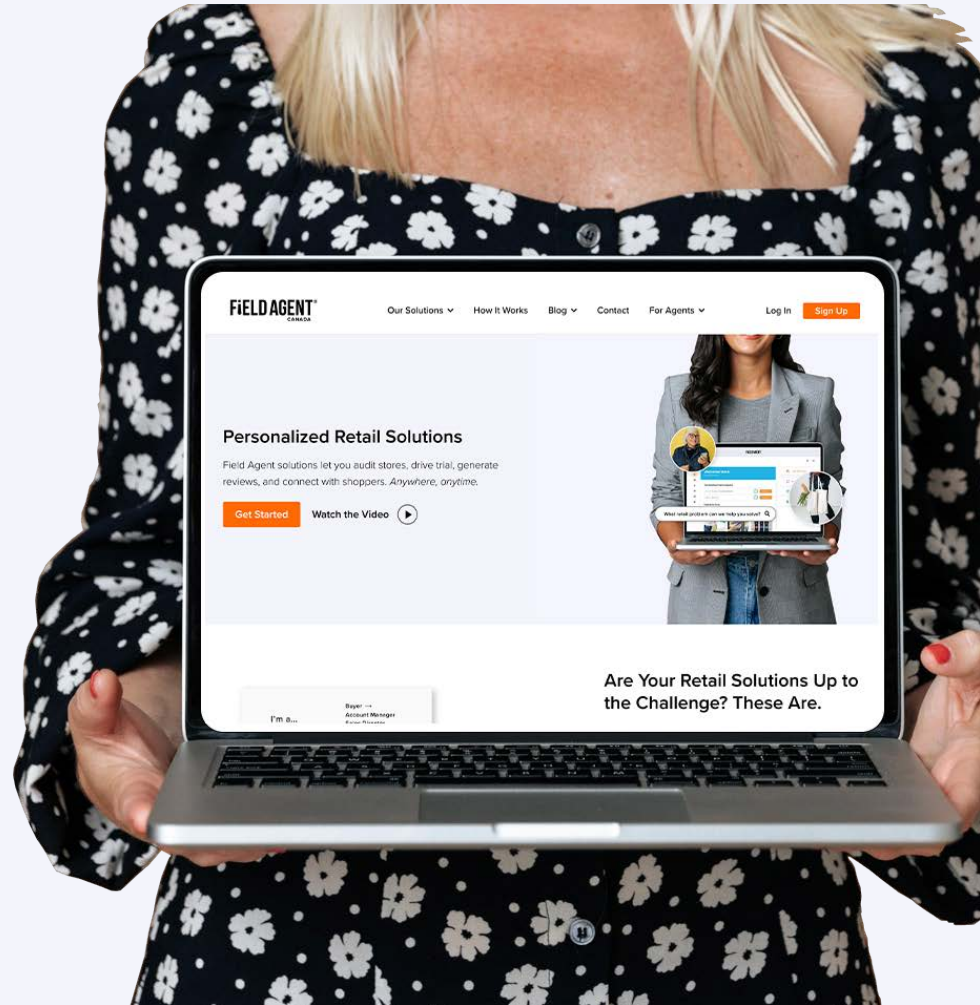 FiELD AGENT®
CANADA
Our Solutions How It Works Blog Contact For Agents Log In Sign Up
Personalized Retail Solutions
Field Agent solutions let you audit stores, drive trial, generate
reviews, and connect with shoppers. Anywhere, anytime.
Get Started Watch the Video
What retail problem can we help you solve?
Are Your Retail Solutions Up to
the Challenge? These Are.
I'm a...
Buyer →
Account Manager
Sales Director